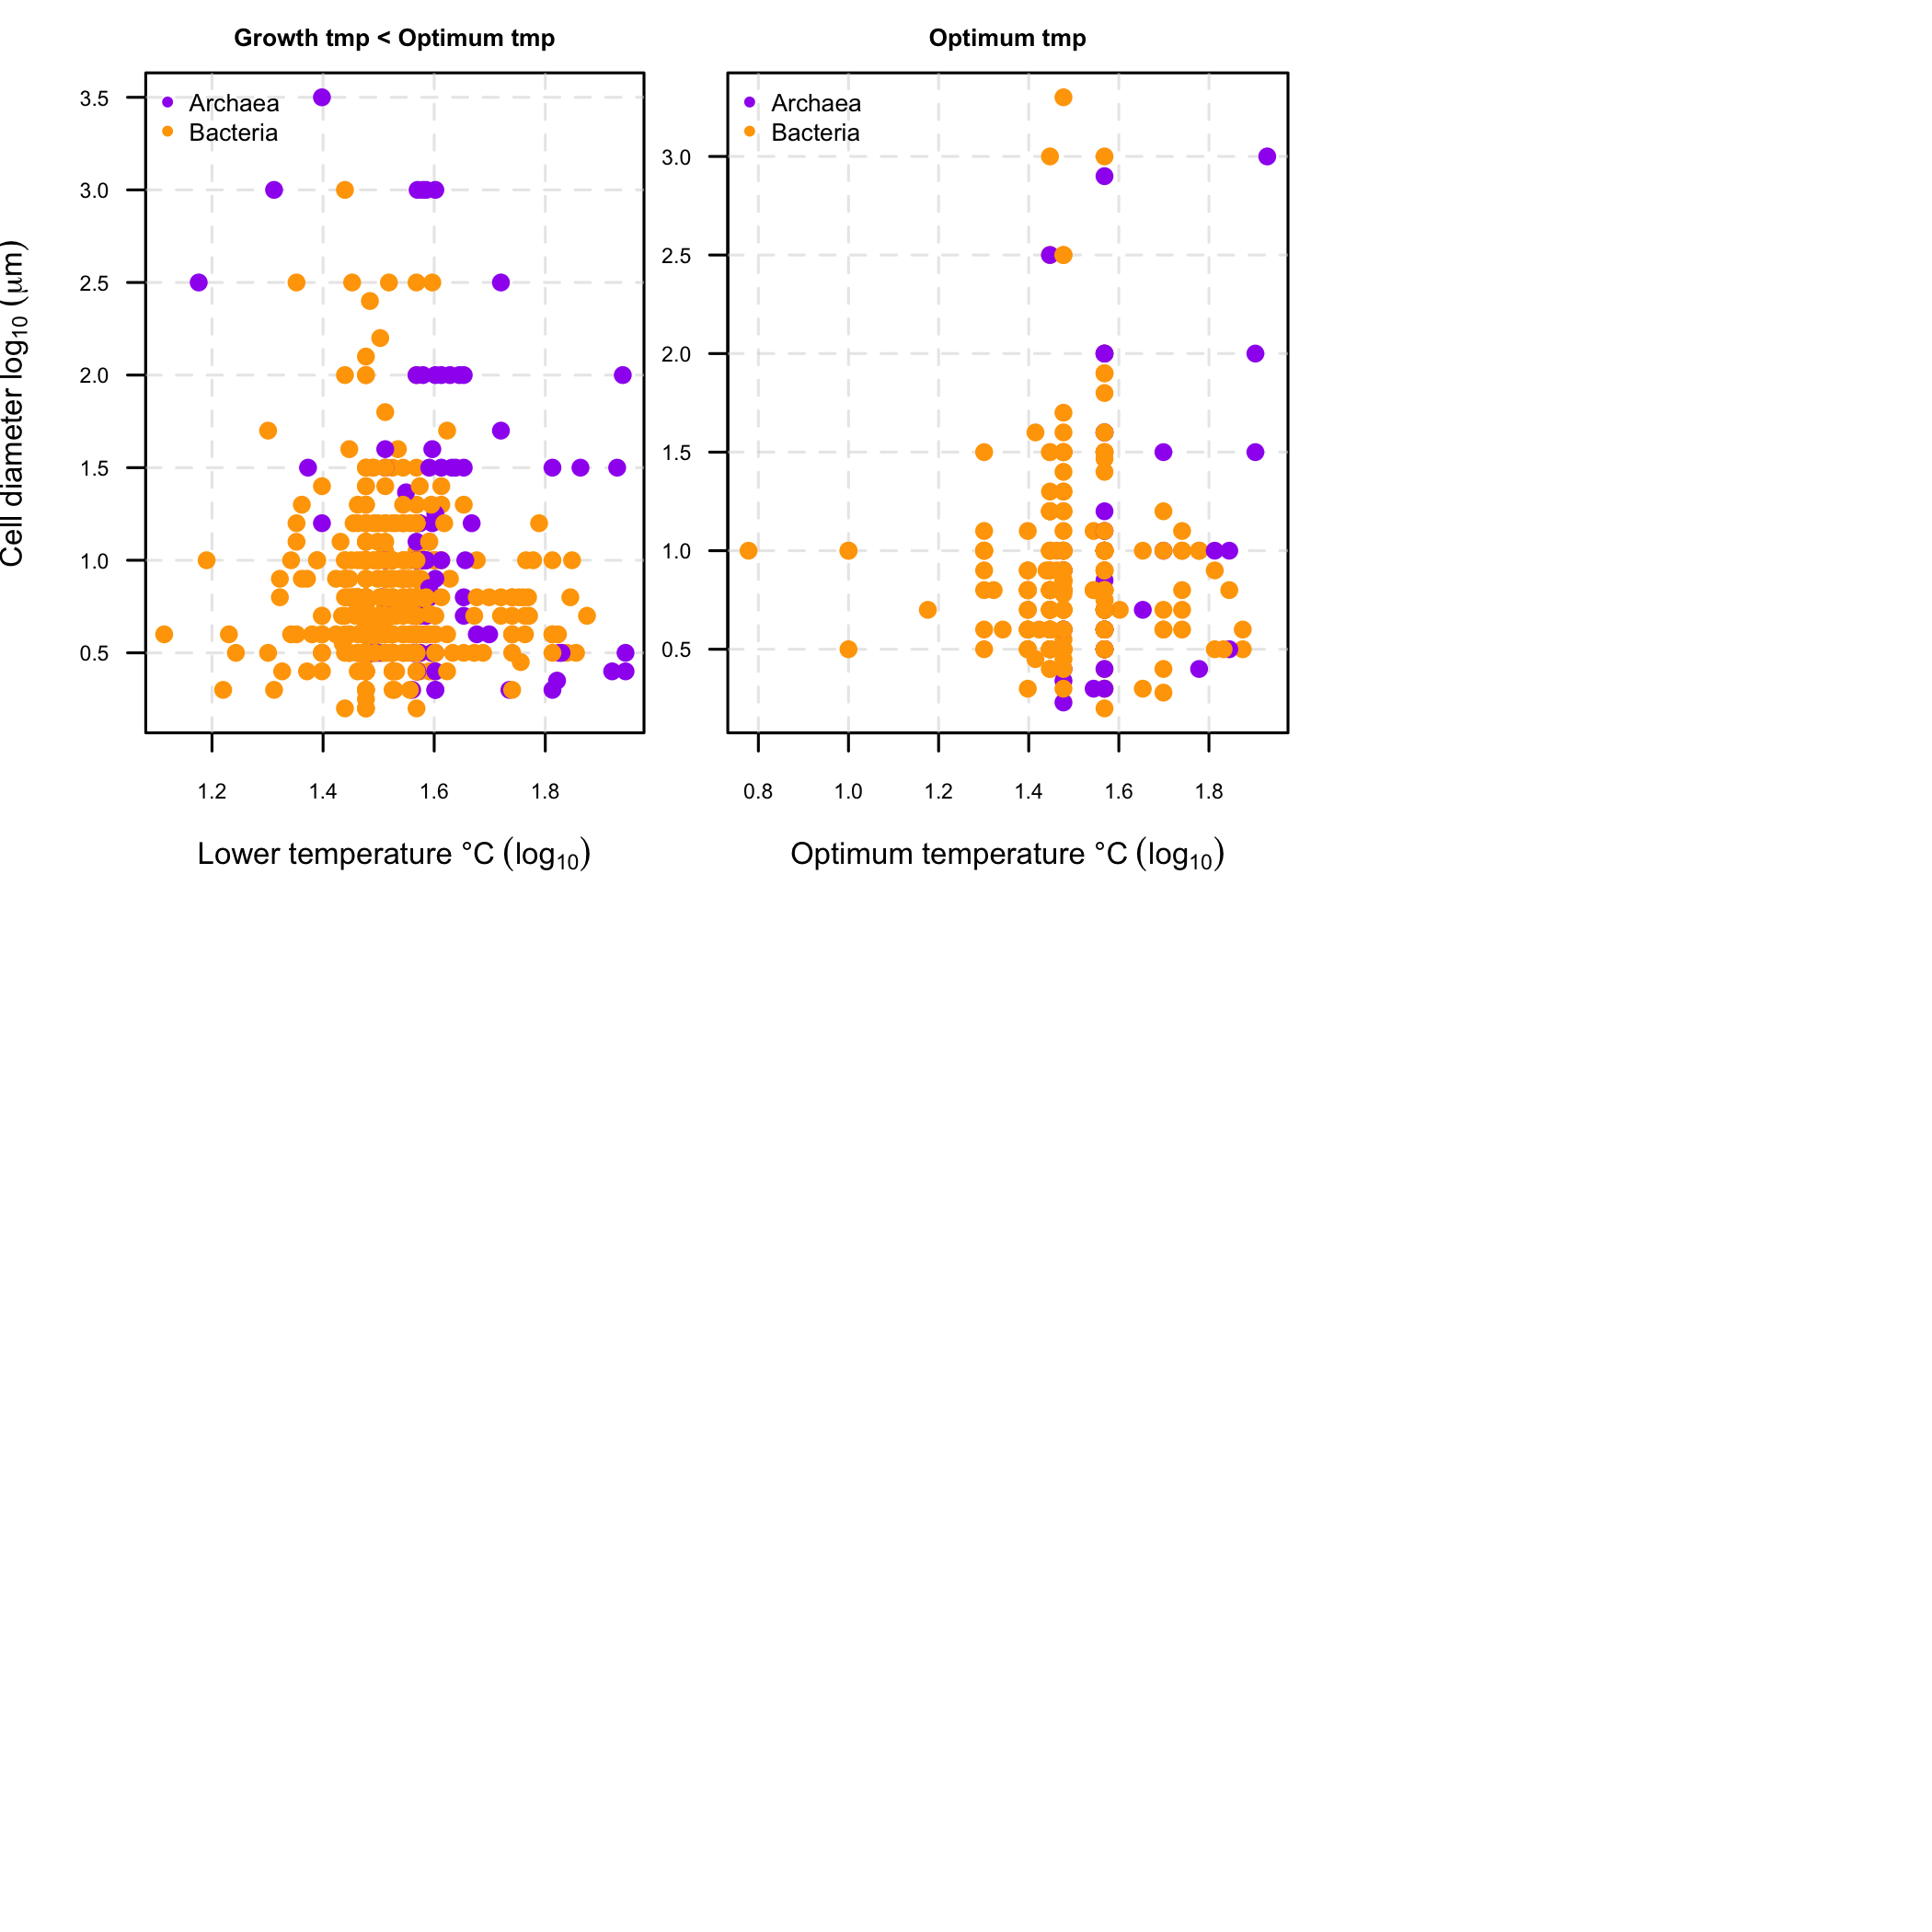 Growth tmp < Optimum tmp
Archaea
Bacteria
3.5
3.0
2.5
2.0
1.5
1.0
0.5
1.2
1.4
1.6
1.8
Cell diameter log10 (μm)
Lower temperature °C (log10)
Optimum tmp
Archaea
Bacteria
3.0
2.5
2.0
1.5
1.0
0.5
0.8
1.0
1.2
1.4
1.6
1.8
Optimum temperature °C (log10)